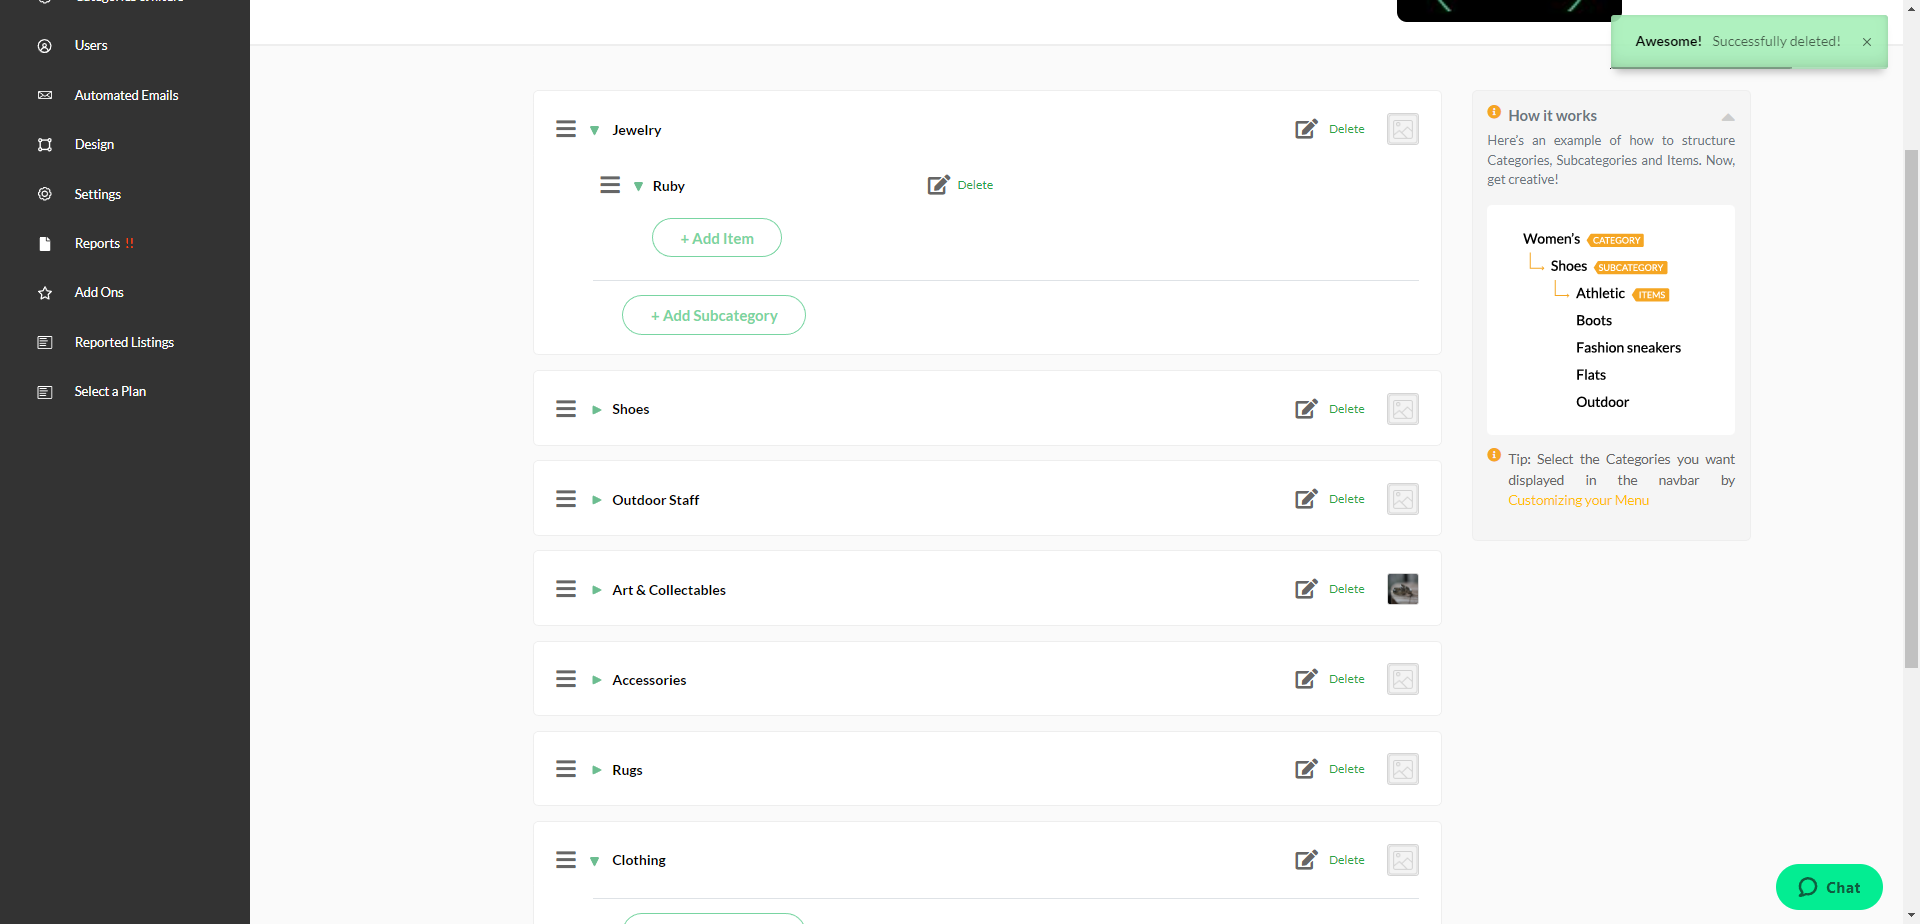 Users
Automated Emails
Design
Settings
Reports !!
Add Ons
Reported Listings
Select a Plan
Awesome! Successfully deleted! ×
Jewelry
Delete
Ruby
Delete
+ Add Item
+ Add Subcategory
Shoes
Delete
Outdoor Staff
Delete
Art & Collectables
Delete
Accessories
Delete
Rugs
Delete
Clothing
Delete
How it works
Here's an example of how to structure
Categories, Subcategories and Items. Now,
get creative!
Women's CATEGORY
Shoes SUBCATEGORY
Athletic ITEMS
Boots
Fashion sneakers
Flats
Outdoor
Tip: Select the Categories you want
displayed in the navbar by
Customizing your Menu
Chat